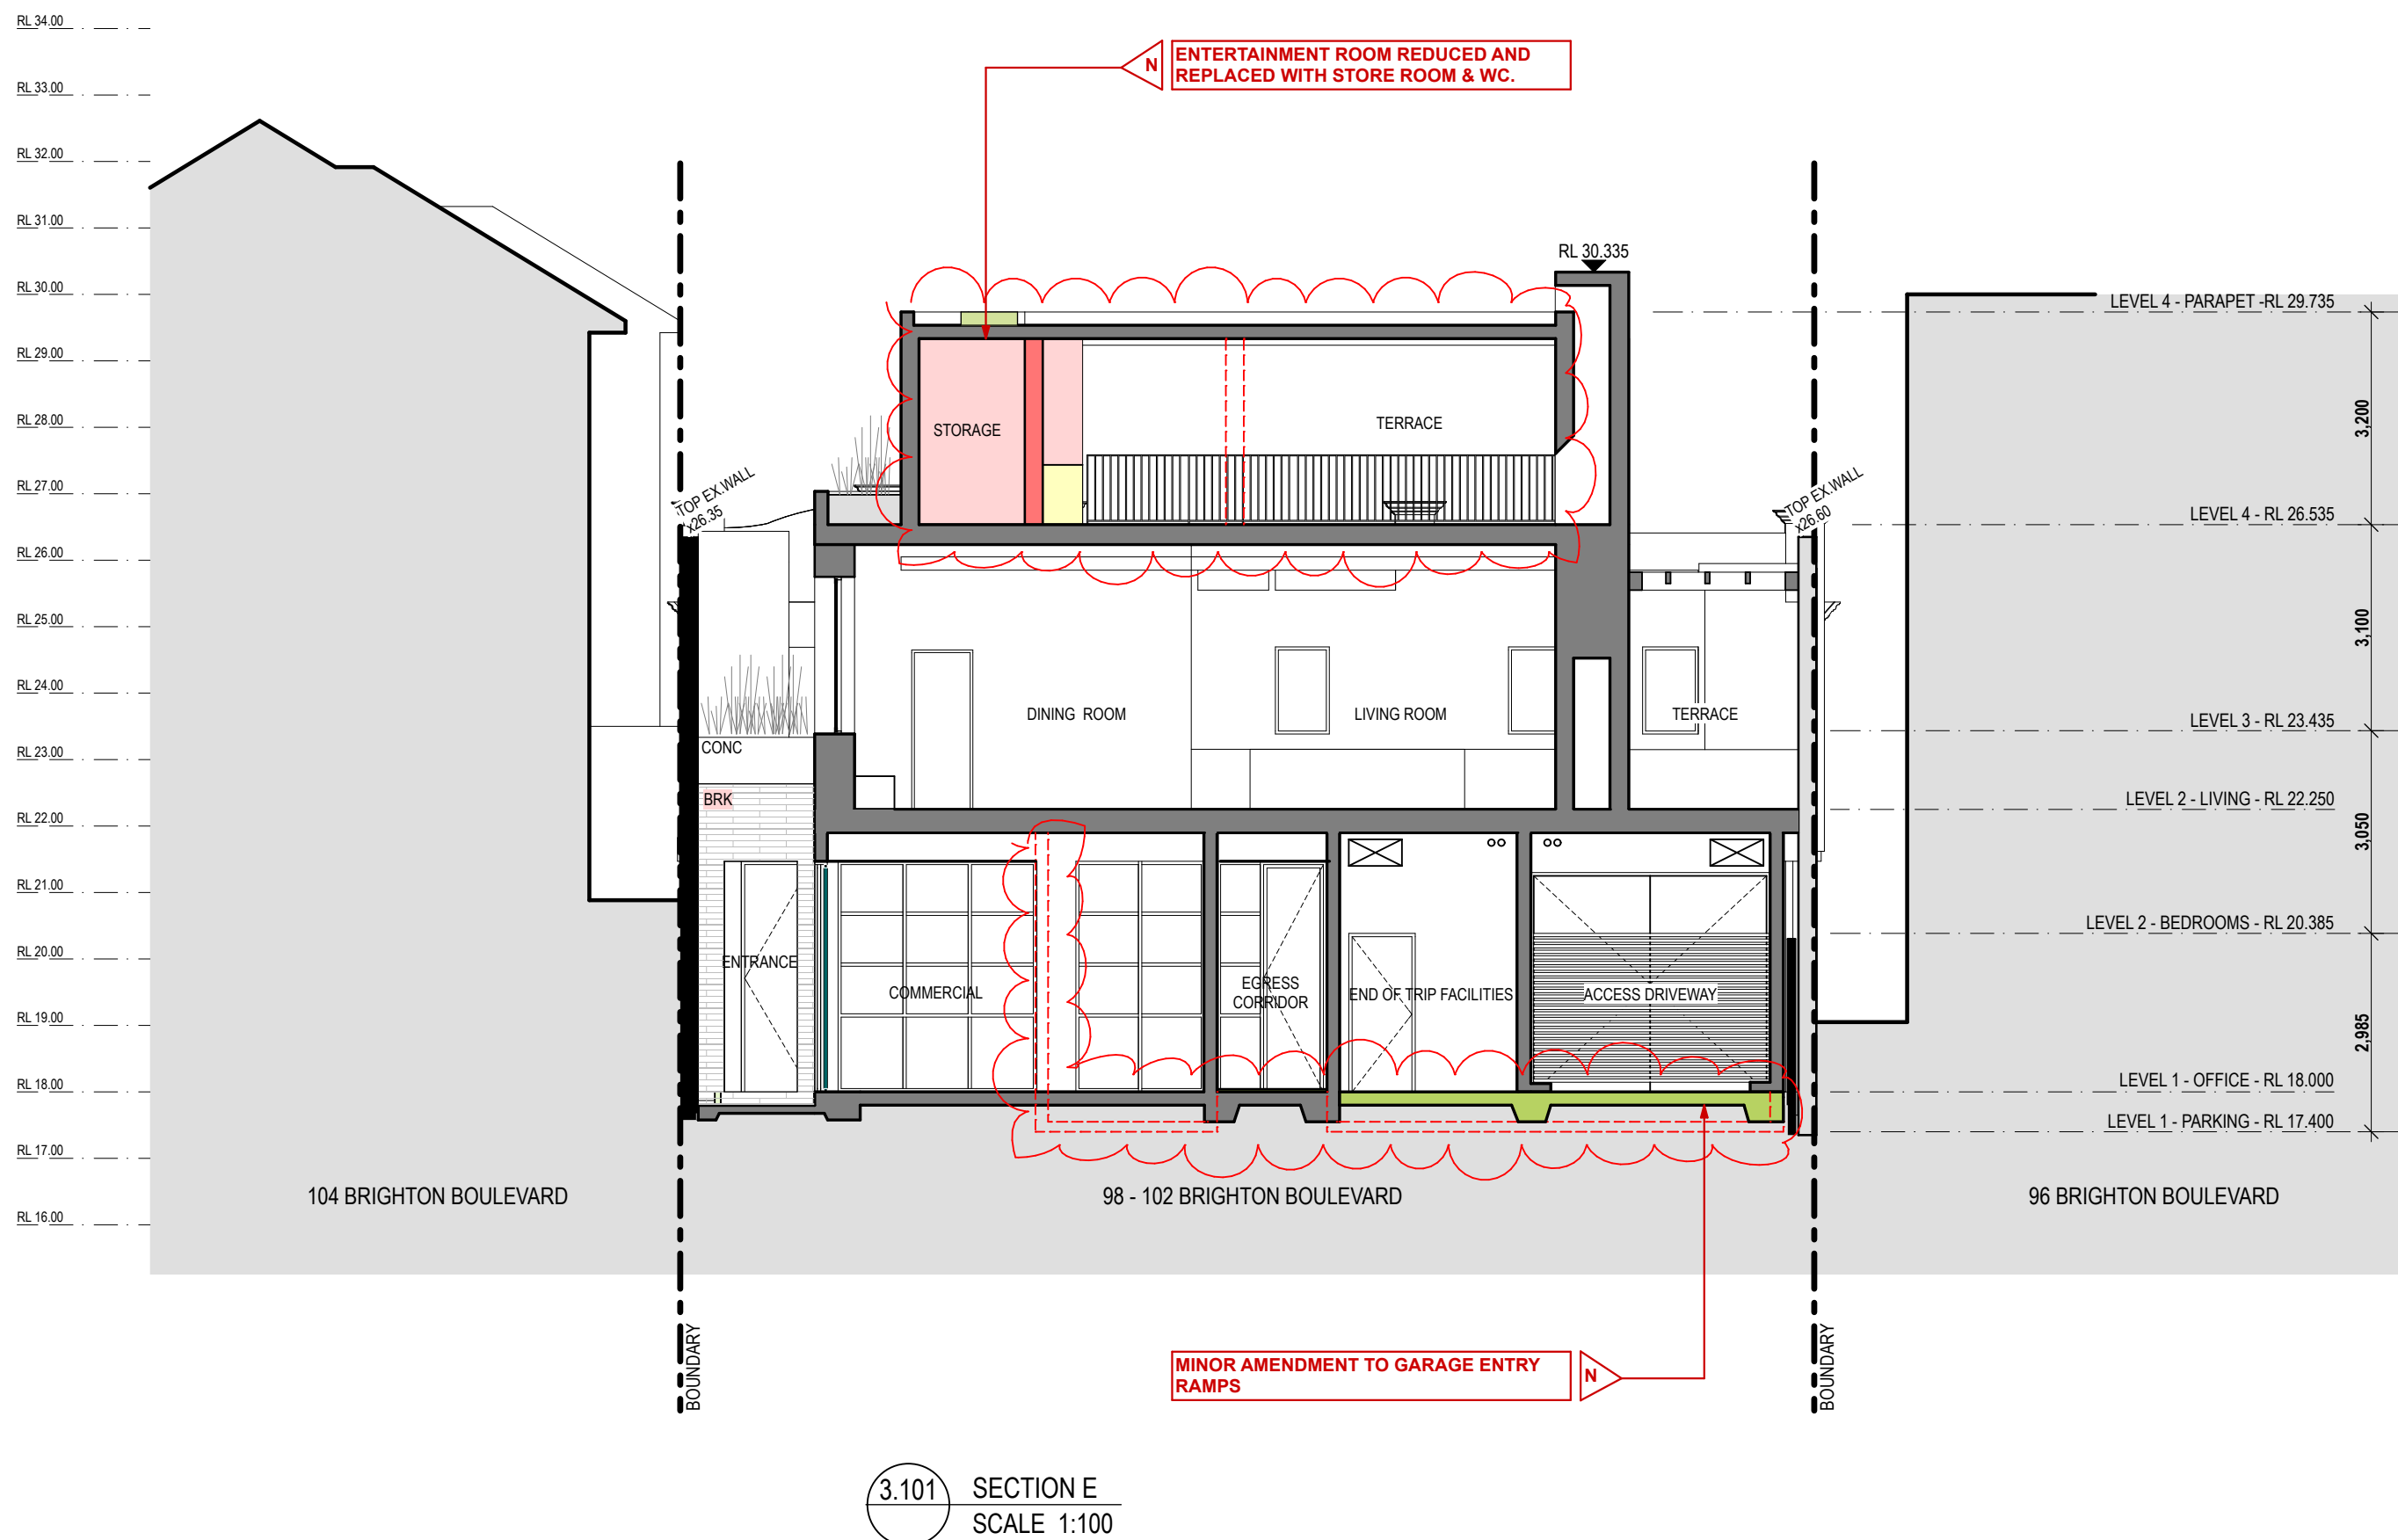 RL 34.00
RL 33.00
RL 32.00
RL 31.00
RL 30.00
RL 29.00
RL 28.00
RL 27.00
RL 26.00
RL 25.00
RL 24.00
RL 23.00
RL 22.00
RL 21.00
RL 20.00
RL 19.00
RL 18.00
RL 17.00
RL 16.00
N
ENTERTAINMENT ROOM REDUCED AND
REPLACED WITH STORE ROOM & WC.
RL 30.335
STORAGE
TERRACE
TOP EX.WALL
x26.35
TOP EX.WALL
x26.60
DINING ROOM
LIVING ROOM
TERRACE
CONC
BRK
ENTRANCE
COMMERCIAL
EGRESS
CORRIDOR
END OF TRIP FACILITIES
ACCESS DRIVEWAY
LEVEL 4 - PARAPET -RL 29.735
3,200
LEVEL 4 - RL 26.535
3,100
LEVEL 3 - RL 23.435
LEVEL 2 - LIVING - RL 22.250
3,050
LEVEL 2 - BEDROOMS - RL 20.385
2,985
LEVEL 1 - OFFICE - RL 18.000
LEVEL 1 - PARKING - RL 17.400
104 BRIGHTON BOULEVARD
98 - 102 BRIGHTON BOULEVARD
96 BRIGHTON BOULEVARD
BOUNDARY
MINOR AMENDMENT TO GARAGE ENTRY
RAMPS
N
BOUNDARY
3.101
SECTION E
SCALE 1:100